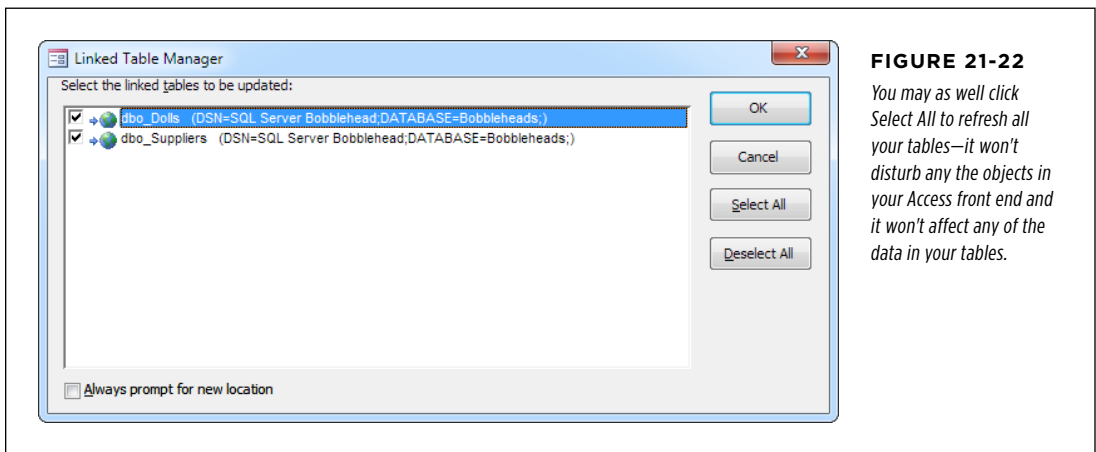 Linked Table Manager
Select the linked tables to be updated:
dbo_Dolls (DSN=SQL Server Bobblehead;DATABASE=Bobbleheads;)
dbo_Suppliers (DSN=SQL Server Bobblehead;DATABASE=Bobbleheads;)
OK
Cancel
Select All
Deselect All
Always prompt for new location
FIGURE 21-22
You may as well click
Select All to refresh all
your tables—it won't
disturb any the objects in
your Access front end and
it won't affect any of the
data in your tables.